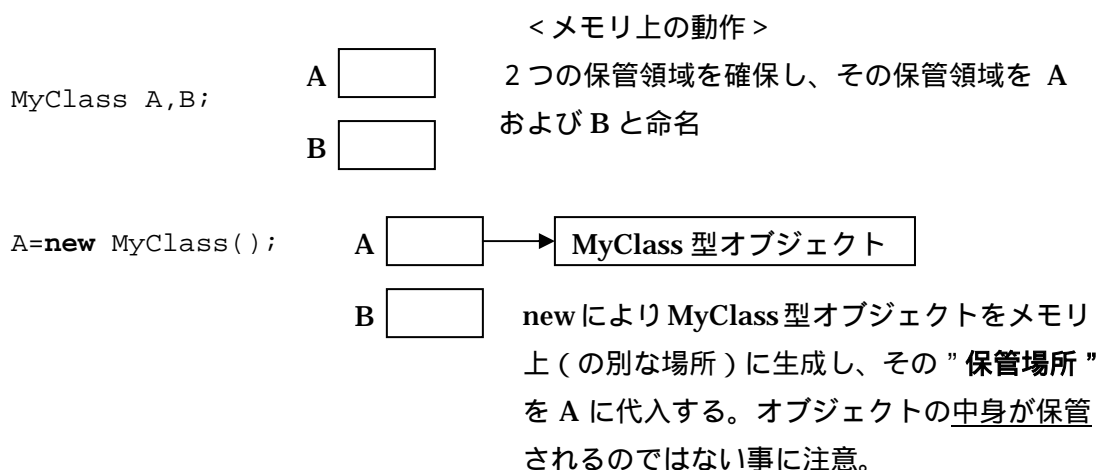 <メモリ上の動作>
MyClass A,B;
A
2つの保管領域を確保し、その保管領域を A
および B と命名
B
A=new MyClass();
A
MyClass 型オブジェクト
B
new により MyClass 型オブジェクトをメモリ
上(の別な場所)に生成し、その ”保管場所”
を A に代入する。オブジェクトの中身が保管
されるのではない事に注意。